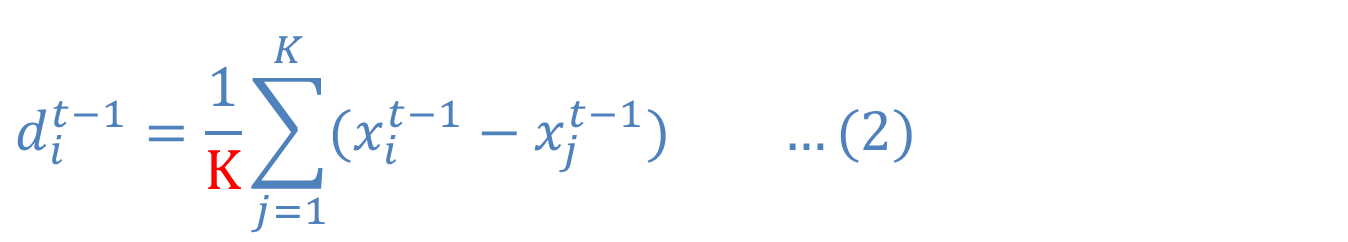 d_i^{t−1} = \frac{1}{K} \sum_{j=1}^{K} (x_i^{t−1} − x_j^{t−1}) ... (2)